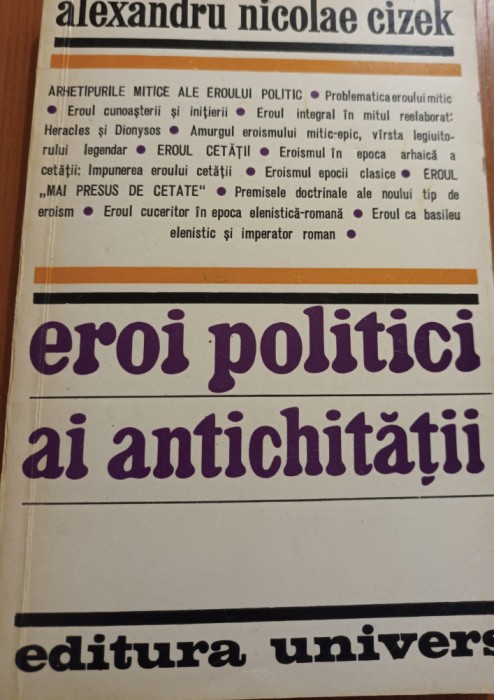 alexandru nicolae cizek
ARHETIPURILE MITICE ALE EROULUI POLITIC ● Problematica eroului mitic
● Eroul cunoașterii și inițierii ● Eroul integral în mitul reelaborat:
Heracles și Dionysos ● Amurgul eroismului mitic-epic, vîrsta legiuito-
rului legendar ● EROUL CETĂȚII ● Eroismul în epoca arhaică a
cetății: Impunerea eroului cetății ● Eroismul epocii clasice ● EROUL
„MAI PRESUS DE CETATE" ● Premisele doctrinale ale noului tip de
eroism ● Eroul cuceritor în epoca elenistică-romană ● Eroul ca basileu
elenistic și imperator roman ●
eroi politici
ai antichității
editura univers